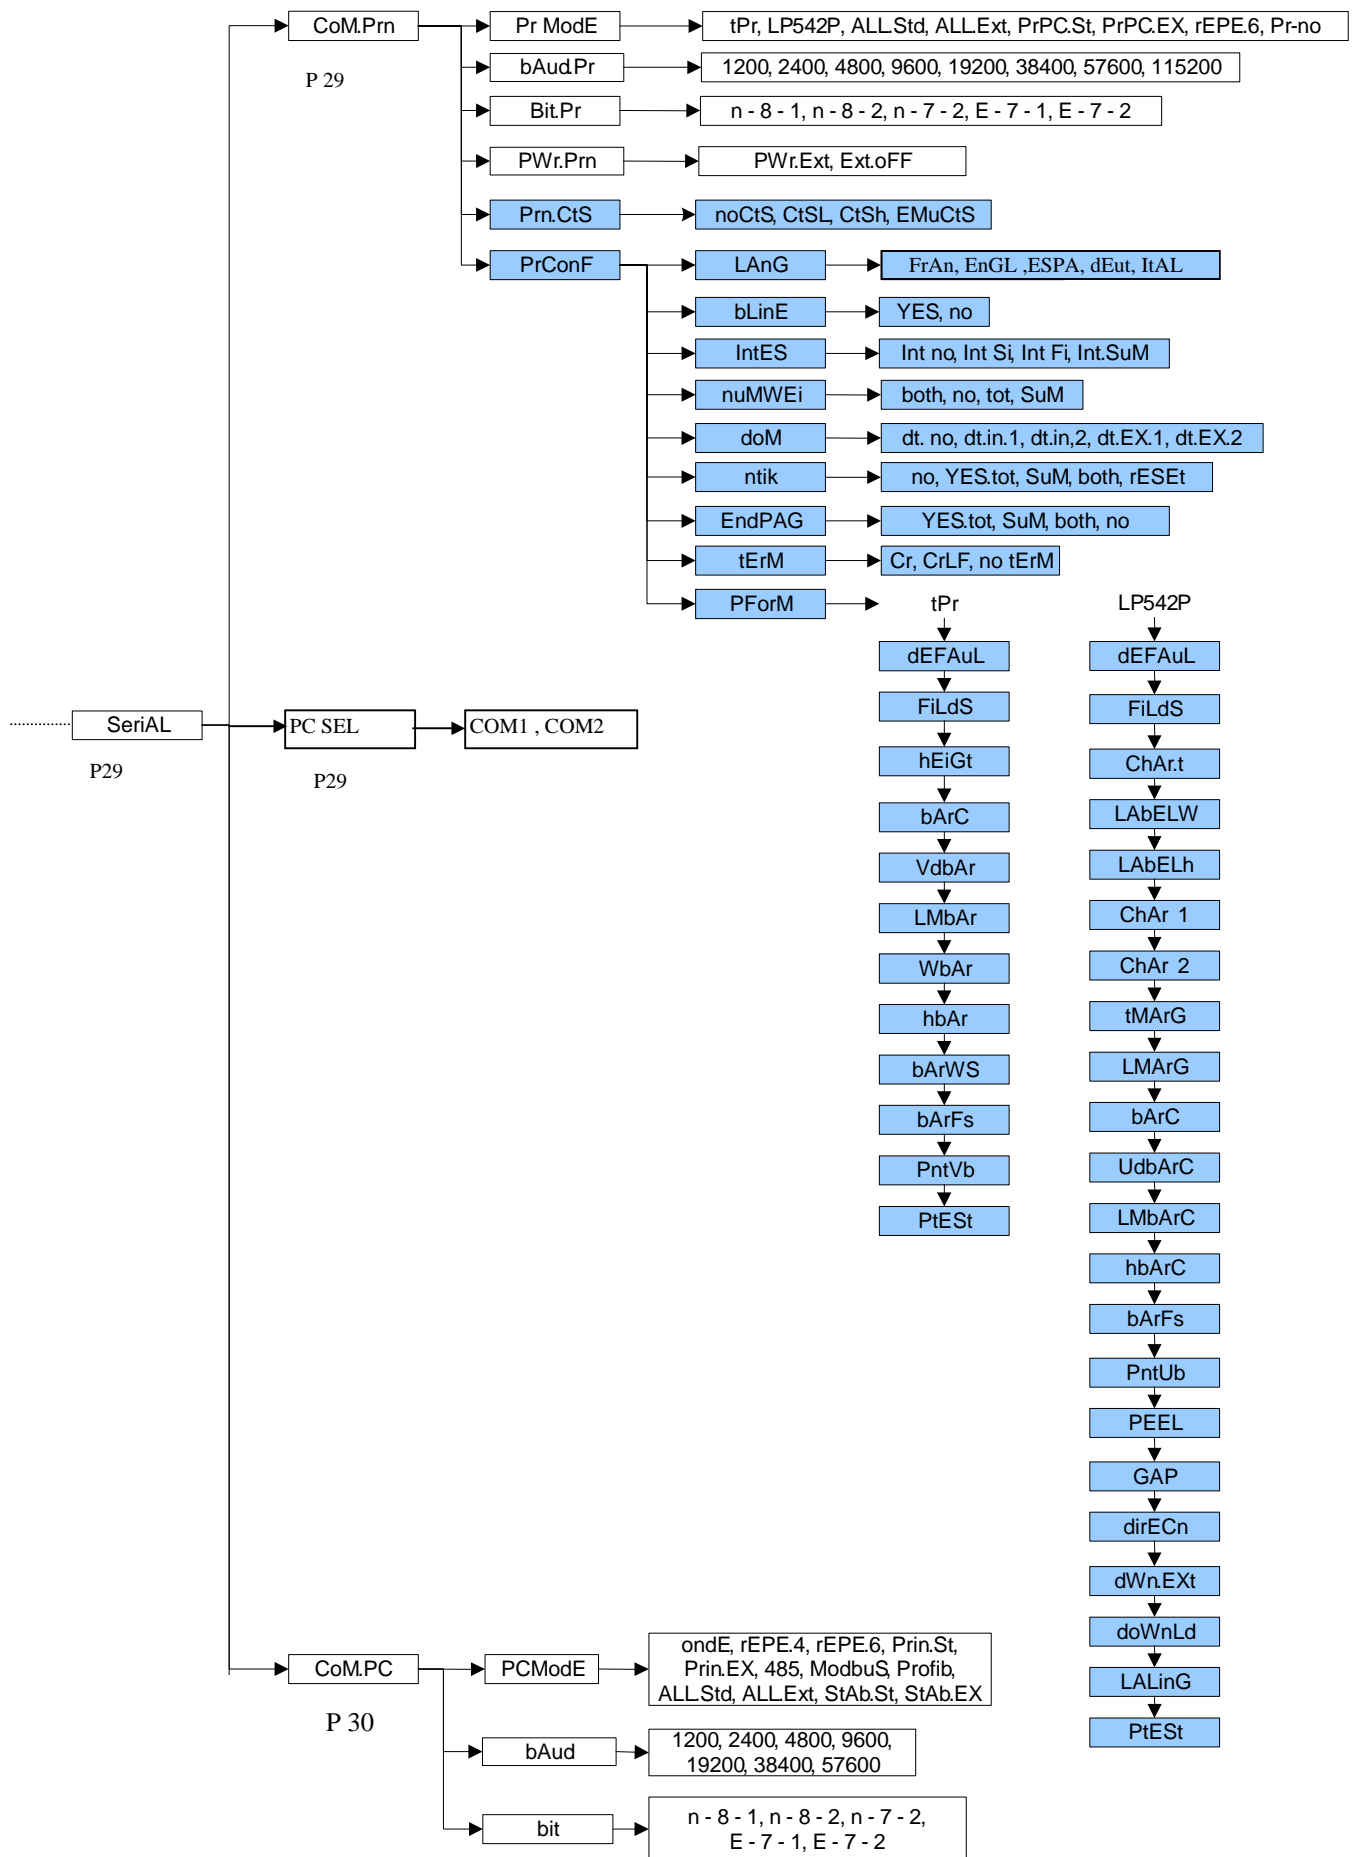 CoM.Prn
Pr ModE
tPr, LP542P, ALL.Std, ALL.Ext, PrPC.St, PrPC.EX, rEPE.6, Pr-no
P 29
bAud.Pr
1200, 2400, 4800, 9600, 19200, 38400, 57600, 115200
Bit.Pr
n - 8 - 1, n - 8 - 2, n - 7 - 2, E - 7 - 1, E - 7 - 2
PWr.Prn
PWr.Ext, Ext.oFF
Prn.CtS
noCtS, CtSL, CtSh, EMuCtS
PrConF
LAnG
FrAn, EnGL ,ESPA, dEut, ItAL
bLinE
YES, no
IntES
Int no, Int Si, Int Fi, Int.SuM
nuMWEi
both, no, tot, SuM
doM
dt. no, dt.in.1, dt.in,2, dt.EX.1, dt.EX.2
ntik
no, YES.tot, SuM, both, rESEt
EndPAG
YES.tot, SuM, both, no
tErM
Cr, CrLF, no tErM
PForM
tPr
dEFAuL
FiLdS
hEiGt
bArC
VdbAr
LMbAr
WbAr
hbAr
bArWS
bArFs
PntVb
PtESt
LP542P
dEFAuL
FiLdS
ChAr.t
LAbELW
LAbELh
ChAr 1
ChAr 2
tMArG
LMArG
bArC
UdbArC
LMbArC
hbArC
bArFs
PntUb
PEEL
GAP
dirECn
dWn.EXt
doWnLd
LALinG
PtESt
SeriAL
P29
PC SEL
COM1 , COM2
P29
CoM.PC
P 30
PCModE
ondE, rEPE.4, rEPE.6, Prin.St,
Prin.EX, 485, ModbuS, Profib,
ALL.Std, ALL.Ext, StAb.St, StAb.EX
bAud
1200, 2400, 4800, 9600,
19200, 38400, 57600
bit
n - 8 - 1, n - 8 - 2, n - 7 - 2,
E - 7 - 1, E - 7 - 2